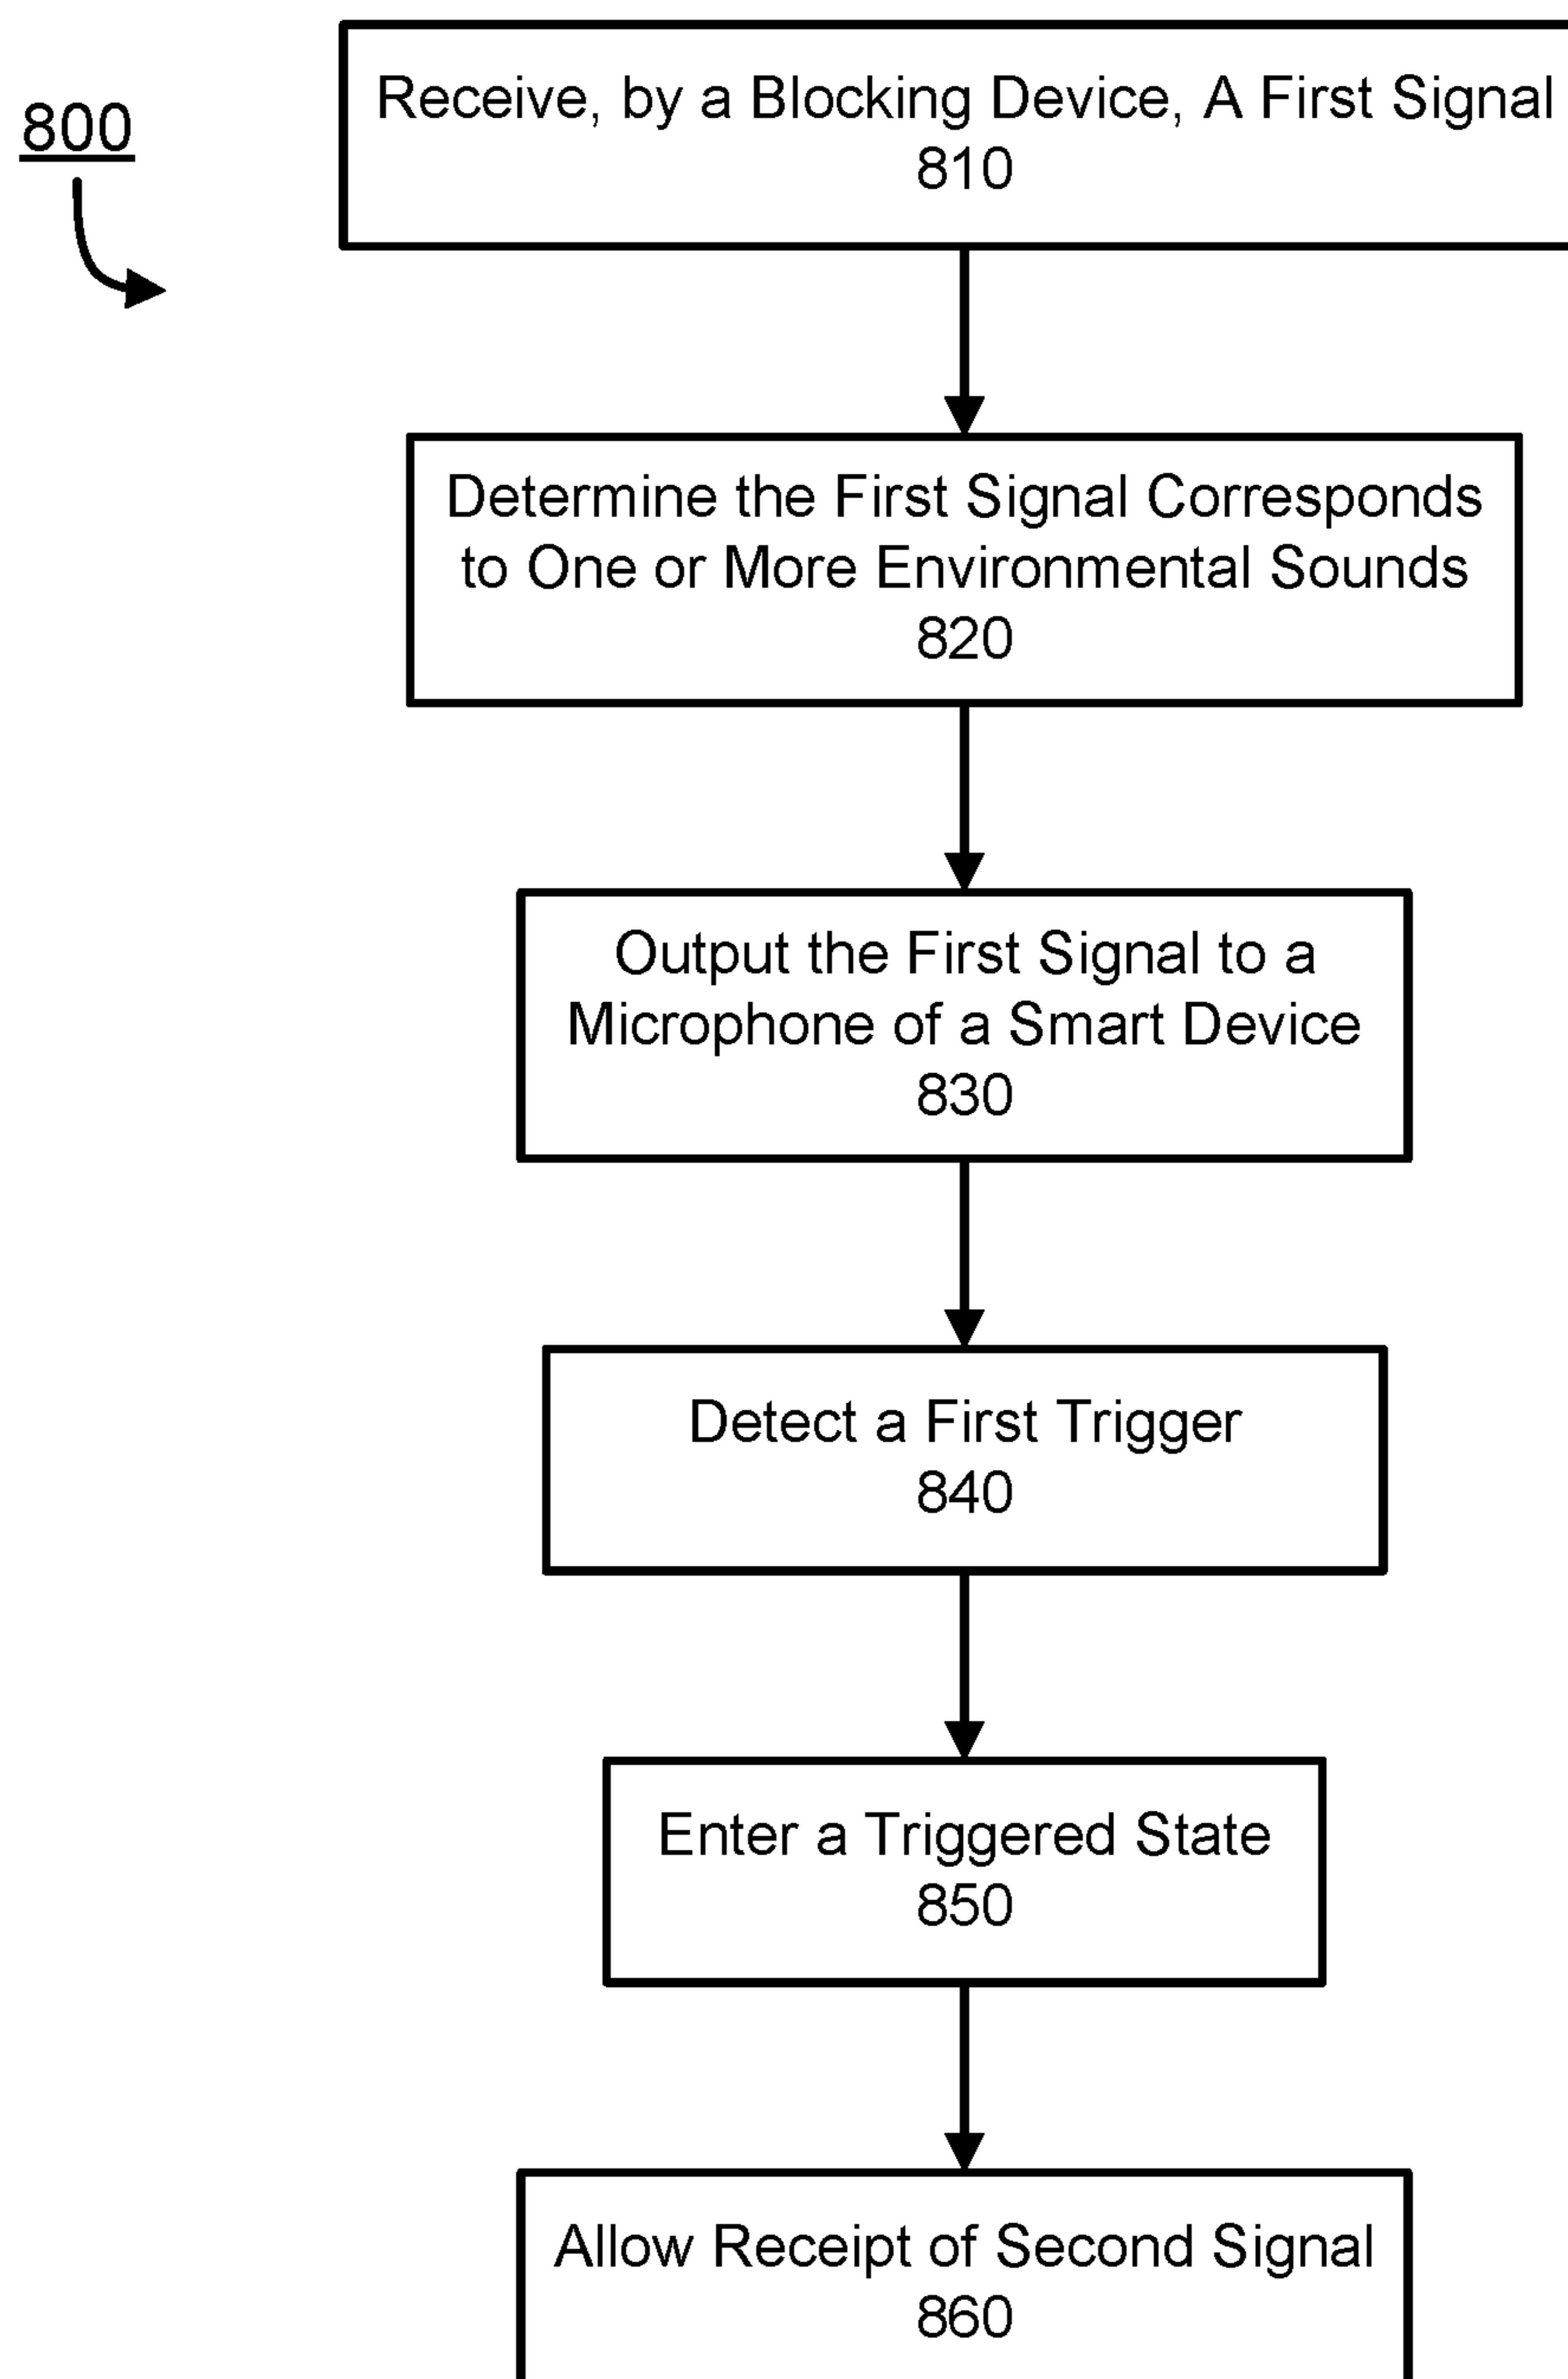 800
Receive, by a Blocking Device, A First Signal
810
Determine the First Signal Corresponds
to One or More Environmental Sounds
820
Output the First Signal to a
Microphone of a Smart Device
830
Detect a First Trigger
840
Enter a Triggered State
850
Allow Receipt of Second Signal
860